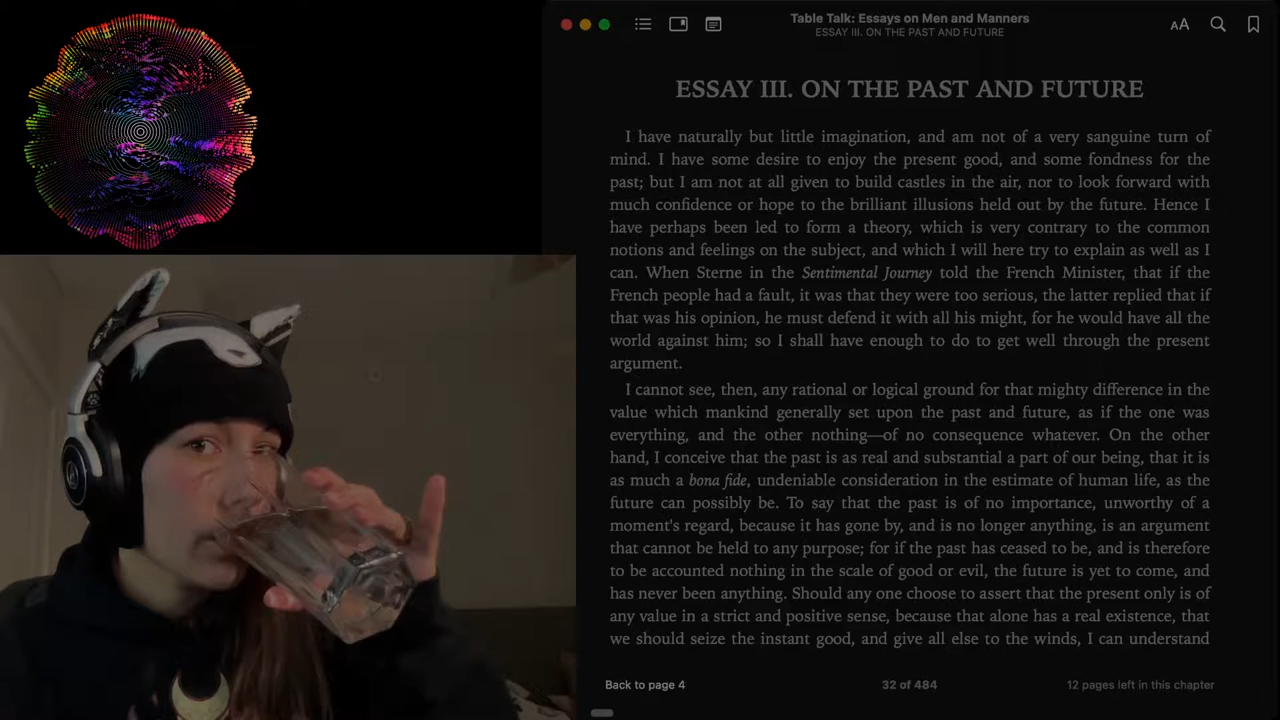 Table Talk: Essays on Men and Manners
ESSAY III. ON THE PAST AND FUTURE
AA
ESSAY III. ON THE PAST AND FUTURE
I have naturally but little imagination, and am not of a very sanguine turn of
mind. I have some desire to enjoy the present good, and some fondness for the
past; but I am not at all given to build castles in the air, nor to look forward with
much confidence or hope to the brilliant illusions held out by the future. Hence I
have perhaps been led to form a theory, which is very contrary to the common
notions and feelings on the subject, and which I will here try to explain as well as I
can. When Sterne in the Sentimental Journey told the French Minister, that if the
French people had a fault, it was that they were too serious, the latter replied that if
that was his opinion, he must defend it with all his might, for he would have all the
world against him; so I shall have enough to do to get well through the present
argument.
I cannot see, then, any rational or logical ground for that mighty difference in the
value which mankind generally set upon the past and future, as if the one was
everything, and the other nothing—of no consequence whatever. On the other
hand, I conceive that the past is as real and substantial a part of our being, that it is
as much a bona fide, undeniable consideration in the estimate of human life, as the
future can possibly be. To say that the past is of no importance, unworthy of a
moment's regard, because it has gone by, and is no longer anything, is an argument
that cannot be held to any purpose; for if the past has ceased to be, and is therefore
to be accounted nothing in the scale of good or evil, the future is yet to come, and
has never been anything. Should any one choose to assert that the present only is of
any value in a strict and positive sense, because that alone has a real existence, that
we should seize the instant good, and give all else to the winds, I can understand
Back to page 4
32 of 484
12 pages left in this chapter